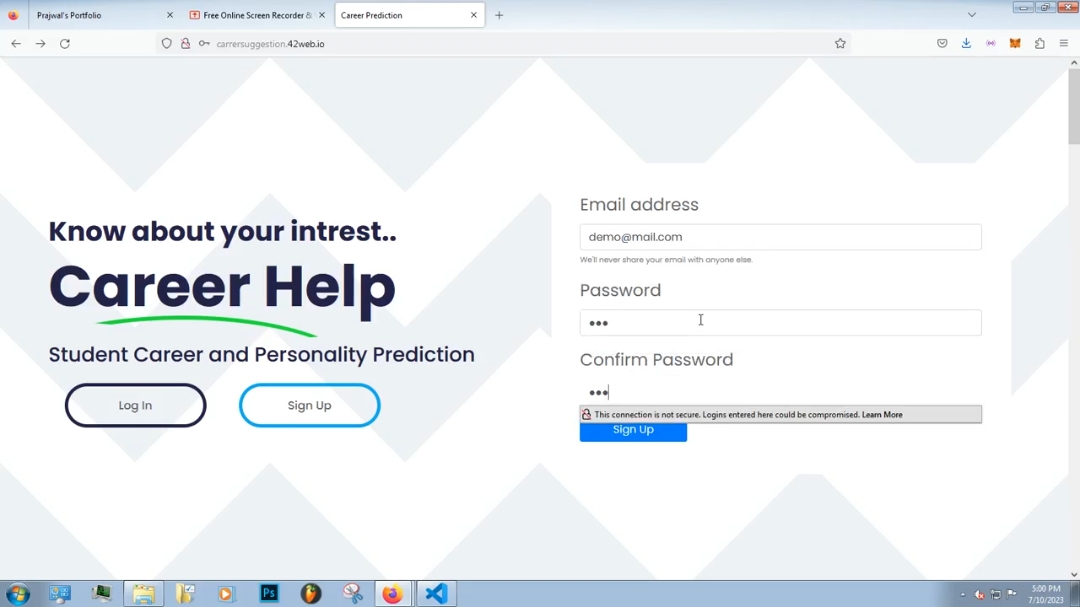 Prajwal's Portfolio
Free Online Screen Recorder &
Career Prediction
carrersuggestion.42web.io
Know about your intrest..
Career Help
Student Career and Personality Prediction
Log In
Sign Up
Email address
demo@mail.com
We'll never share your email with anyone else.
Password
•••
Confirm Password
•••
This connection is not secure. Logins entered here could be compromised. Learn More
Sign Up
Ps
5:00 PM
7/10/2023